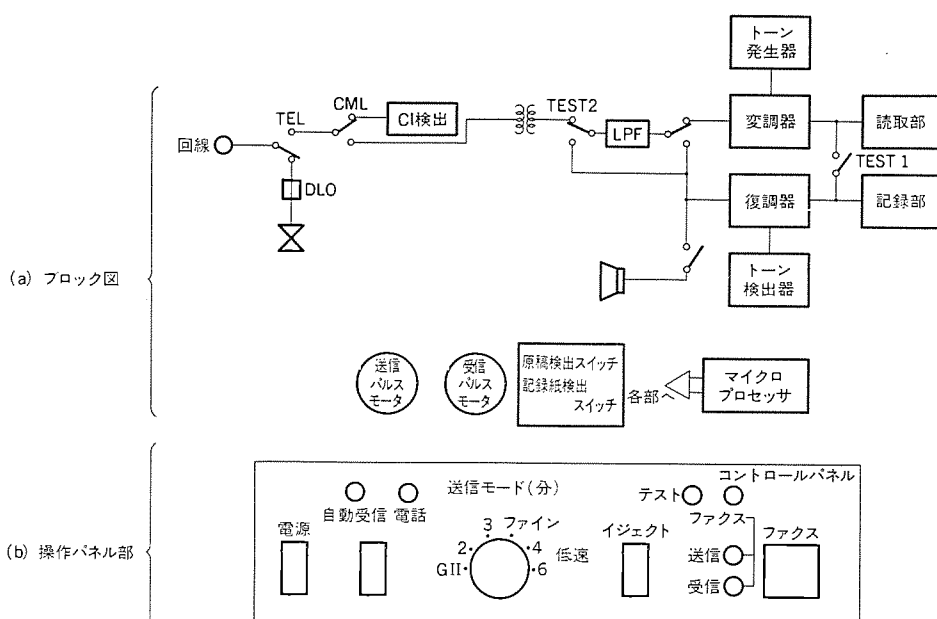 トーン
発生器
TEL
CML
CI検出
TEST2
LPF
変調器
読取部
回線
TEST 1
DLO
復調器
記録部
トーン
検出器
(a) ブロック図
送信
パルス
モータ
受信
パルス
モータ
原稿検出スイッチ
記録紙検出
スイッチ
各部へ
マイクロ
プロセッサ
コントロールパネル
送信モード(分)
テスト
自動受信
電話
ファクス
電源
3
ファイン
イジェクト
ファクス
(b) 操作パネル部
2
4
低速
送信
GII
6
受信